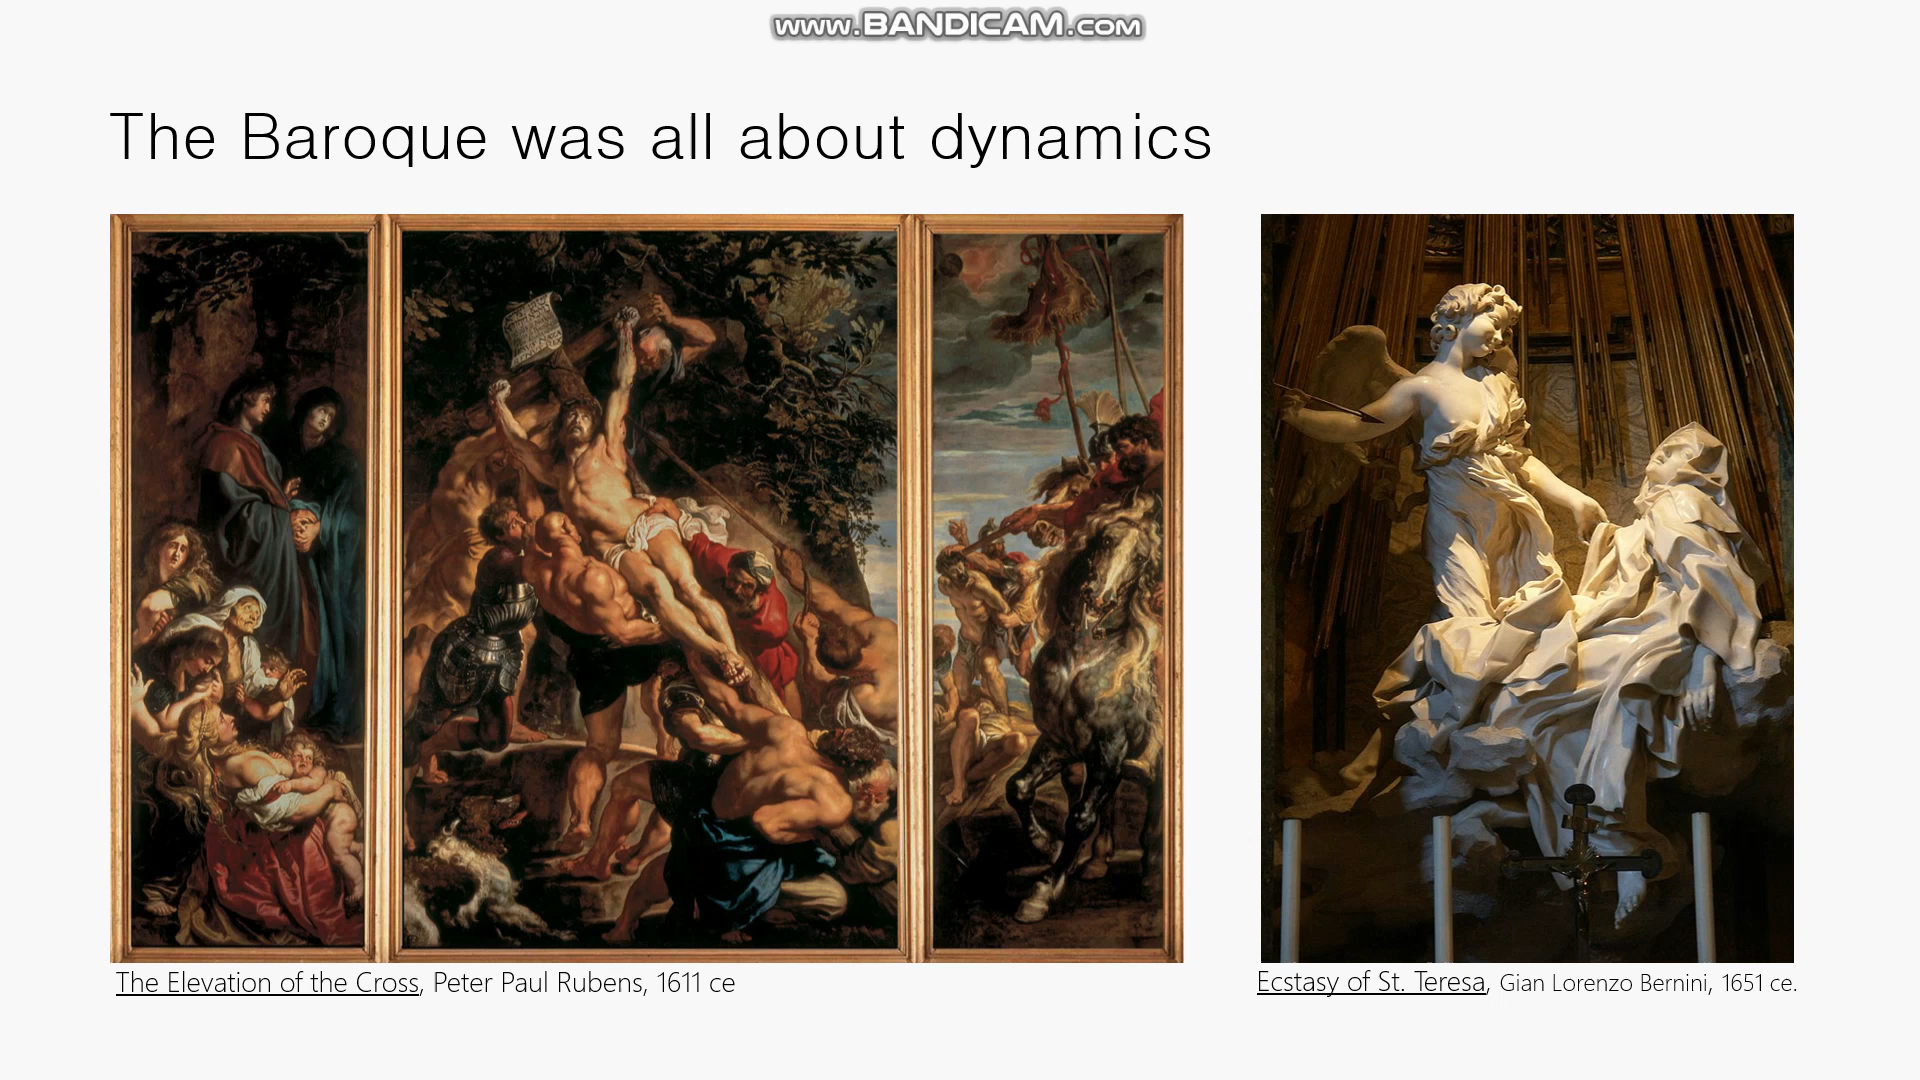 www.BANDICAM.com
The Baroque was all about dynamics
The Elevation of the Cross, Peter Paul Rubens, 1611 ce
Ecstasy of St. Teresa, Gian Lorenzo Bernini, 1651 ce.